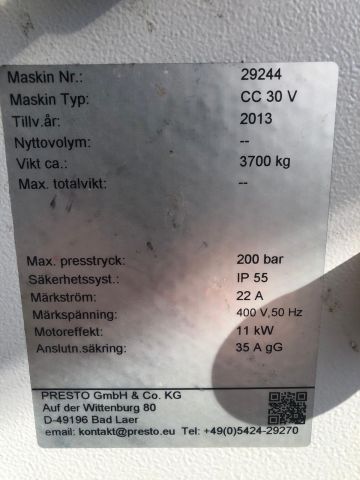 Maskin Nr.: 29244
Maskin Typ: CC 30 V
Tillv.år: 2013
Nyttovolym: --
Vikt ca.: 3700 kg
Max. totalvikt: --
Max. presstryck: 200 bar
Säkerhetssyst.: IP 55
Märkström: 22 A
Märkspänning: 400 V,50 Hz
Motoreffekt: 11 kW
Anslutn.säkring: 35 A gG
PRESTO GmbH & Co. KG
Auf der Wittenburg 80
D-49196 Bad Laer
email: kontakt@presto.eu Tel: +49(0)5424-29270